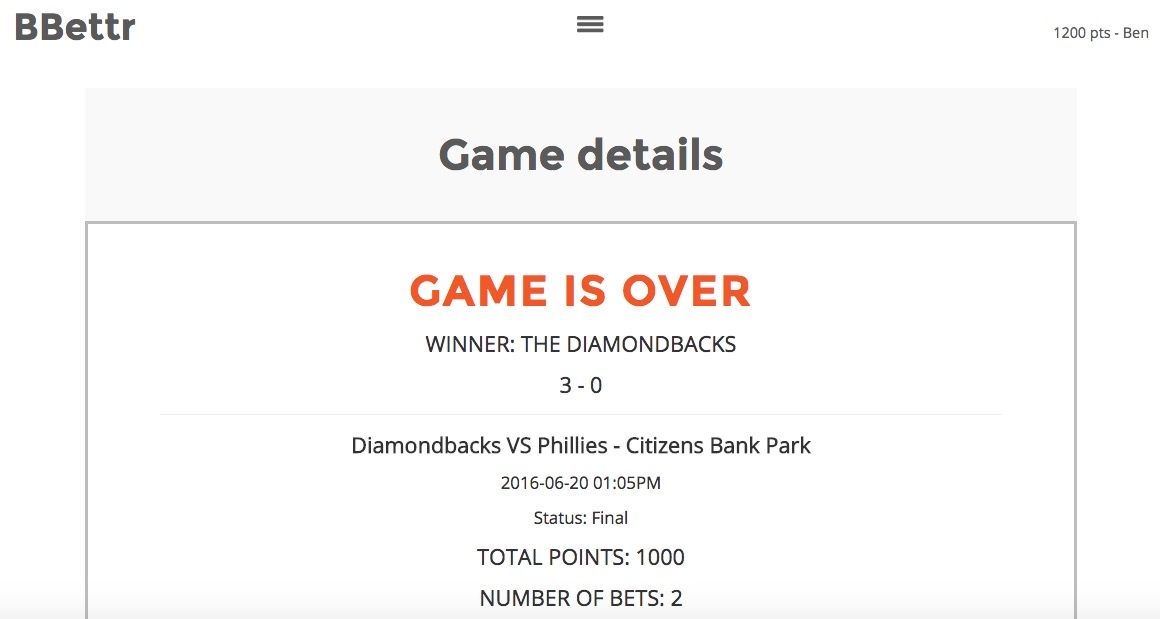 BBettr
1200 pts - Ben
Game details
GAME IS OVER
WINNER: THE DIAMONDBACKS
3 - 0
Diamondbacks VS Phillies - Citizens Bank Park
2016-06-20 01:05PM
Status: Final
TOTAL POINTS: 1000
NUMBER OF BETS: 2